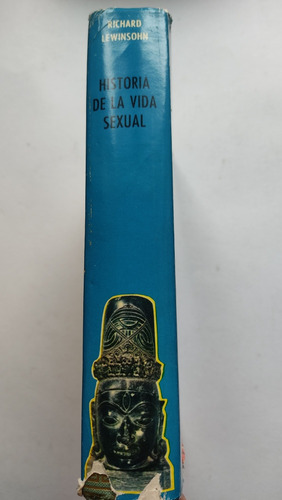 RICHARD
LEWINSOHN
HISTORIA
DE LA VIDA
SEXUAL